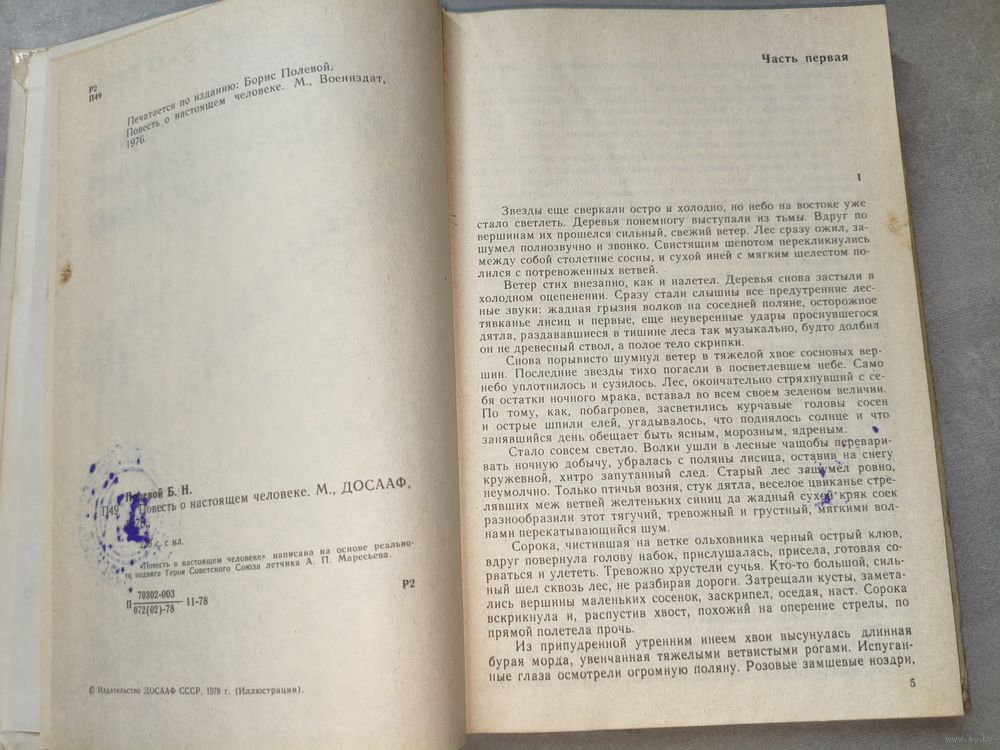 Р2
П49
Печатается по изданию: Борис Полевой.
Повесть о настоящем человеке. М., Воениздат,
1976.
Полевой Б. Н.
П49 Повесть о настоящем человеке. М., ДОСААФ,
1978.
с. с ил.
«Повесть о настоящем человеке» написана на основе реально-
го подвига Героя Советского Союза летчика А. П. Маресьева.
П 70302-003 11-78
072(02)-78
Р2
© Издательство ДОСААФ СССР, 1978 г. (Иллюстрации).
Часть первая
1
Звезды еще сверкали остро и холодно, но небо на востоке уже
стало светлеть. Деревья понемногу выступали из тьмы. Вдруг по
вершинам их прошелся сильный, свежий ветер. Лес сразу ожил, за-
шумел полнозвучно и звонко. Свистящим шепотом перекликнулись
между собой столетние сосны, и сухой иней с мягким шелестом по-
лился с потревоженных ветвей.
Ветер стих внезапно, как и налетел. Деревья снова застыли в
холодном оцепенении. Сразу стали слышны все предутренние лес-
ные звуки: жадная грызня волков на соседней поляне, осторожное
тявканье лисиц и первые, еще неуверенные удары проснувшегося
дятла, раздававшиеся в тишине леса так музыкально, будто долбил
он не древесный ствол, а полое тело скрипки.
Снова порывисто шумнул ветер в тяжелой хвое сосновых вер-
шин. Последние звезды тихо погасли в посветлевшем небе. Само
небо уплотнилось и сузилось. Лес, окончательно стряхнувший с се-
бя остатки ночного мрака, вставал во всем своем зеленом величии.
По тому, как, побагровев, засветились курчавые головы сосен
и острые шпили елей, угадывалось, что поднялось солнце и что
занявшийся день обещает быть ясным, морозным, ядреным.
Стало совсем светло. Волки ушли в лесные чащобы перевари-
вать ночную добычу, убралась с поляны лисица, оставив на снегу
кружевной, хитро запутанный след. Старый лес зашумел ровно,
неумолчно. Только птичья возня, стук дятла, веселое цвиканье стре-
лявших меж ветвей желтеньких синиц да жадный сухой кряк соек
разнообразили этот тягучий, тревожный и грустный, мягкими вол-
нами перекатывающийся шум.
Сорока, чистившая на ветке ольховника черный острый клюв,
вдруг повернула голову набок, прислушалась, присела, готовая со-
рваться и улететь. Тревожно хрустели сучья. Кто-то большой, силь-
ный шел сквозь лес, не разбирая дороги. Затрещали кусты, замета-
лись вершины маленьких сосенок, заскрипел, оседая, наст. Сорока
вскрикнула и, распустив хвост, похожий на оперение стрелы, по
прямой полетела прочь.
Из припудренной утренним инеем хвои высунулась длинная
бурая морда, увенчанная тяжелыми ветвистыми рогами. Испуган-
ные глаза осмотрели огромную поляну. Розовые замшевые ноздри,
5
www.ay.by